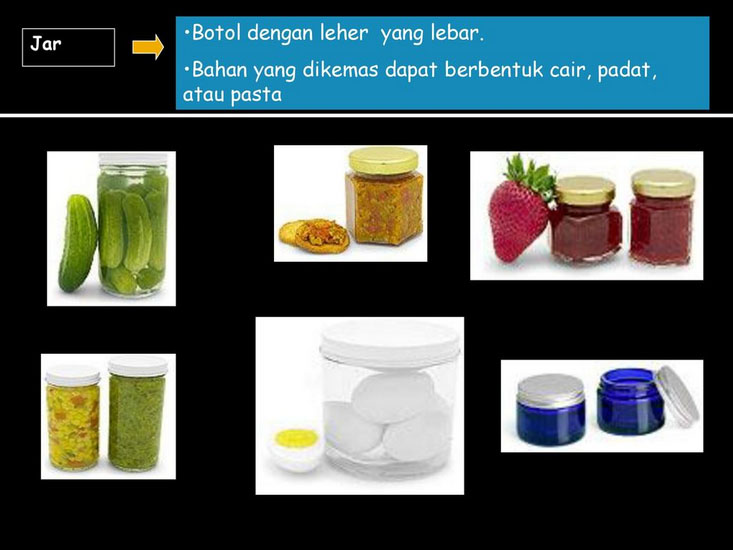 Jar
•Botol dengan leher yang lebar.
•Bahan yang dikemas dapat berbentuk cair, padat,
atau pasta